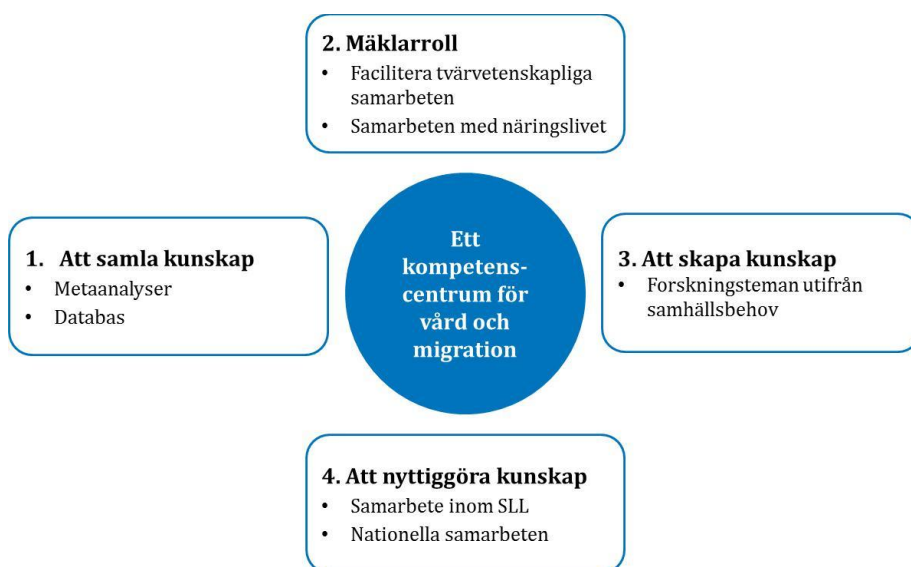 2. Mäklarroll
• Facilitera tvärvetenskapliga
samarbeten
• Samarbeten med näringslivet
1. Att samla kunskap
• Metaanalyser
• Databas
Ett
kompetens-
centrum för
vård och
migration
3. Att skapa kunskap
• Forskningsteman utifrån
samhällsbehov
4. Att nyttiggöra kunskap
• Samarbete inom SLL
• Nationella samarbeten